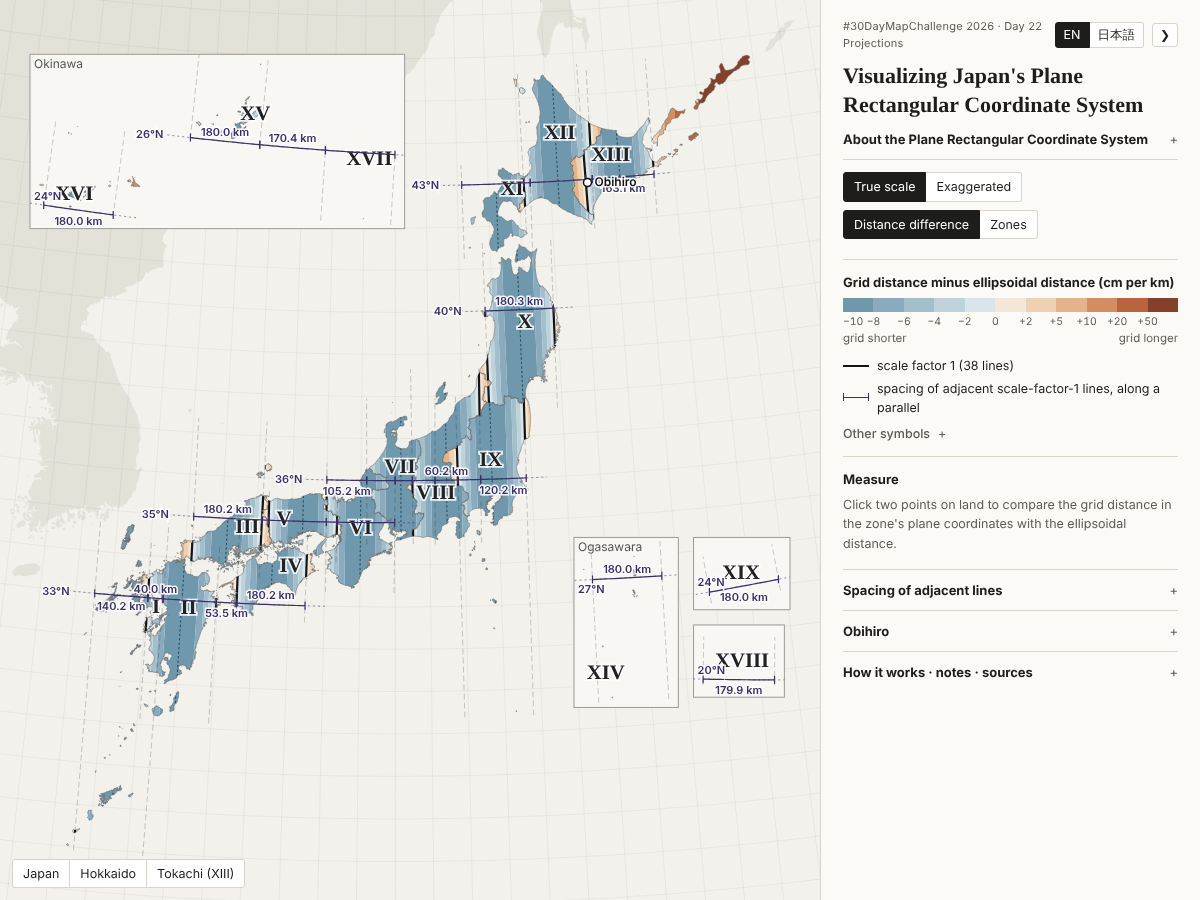 #30DayMapChallenge 2026 · Day 22
Projections
EN
日本語
❯
Visualizing Japan's Plane
Rectangular Coordinate System
About the Plane Rectangular Coordinate System +
True scale
Exaggerated
Distance difference
Zones
Grid distance minus ellipsoidal distance (cm per km)
−10 −8 −6 −4 −2 0 +2 +5 +10 +20 +50
grid shorter
grid longer
scale factor 1 (38 lines)
spacing of adjacent scale-factor-1 lines, along a
parallel
Other symbols +
Measure
Click two points on land to compare the grid distance in
the zone's plane coordinates with the ellipsoidal
distance.
Spacing of adjacent lines +
Obihiro +
How it works · notes · sources +
Okinawa
XV
26°N
180.0 km
170.4 km
XVII
XVI
24°N
180.0 km
XII
XIII
43°N
XI
Obihiro
163.1 km
180.3 km
40°N
X
IX
VII
60.2 km
36°N
105.2 km
VIII
120.2 km
180.2 km
35°N
III
V
VI
IV
33°N
40.0 km
140.2 km
I
II
180.2 km
53.5 km
Ogasawara
180.0 km
27°N
XIV
XIX
24°N
180.0 km
XVIII
20°N
179.9 km
Japan
Hokkaido
Tokachi (XIII)